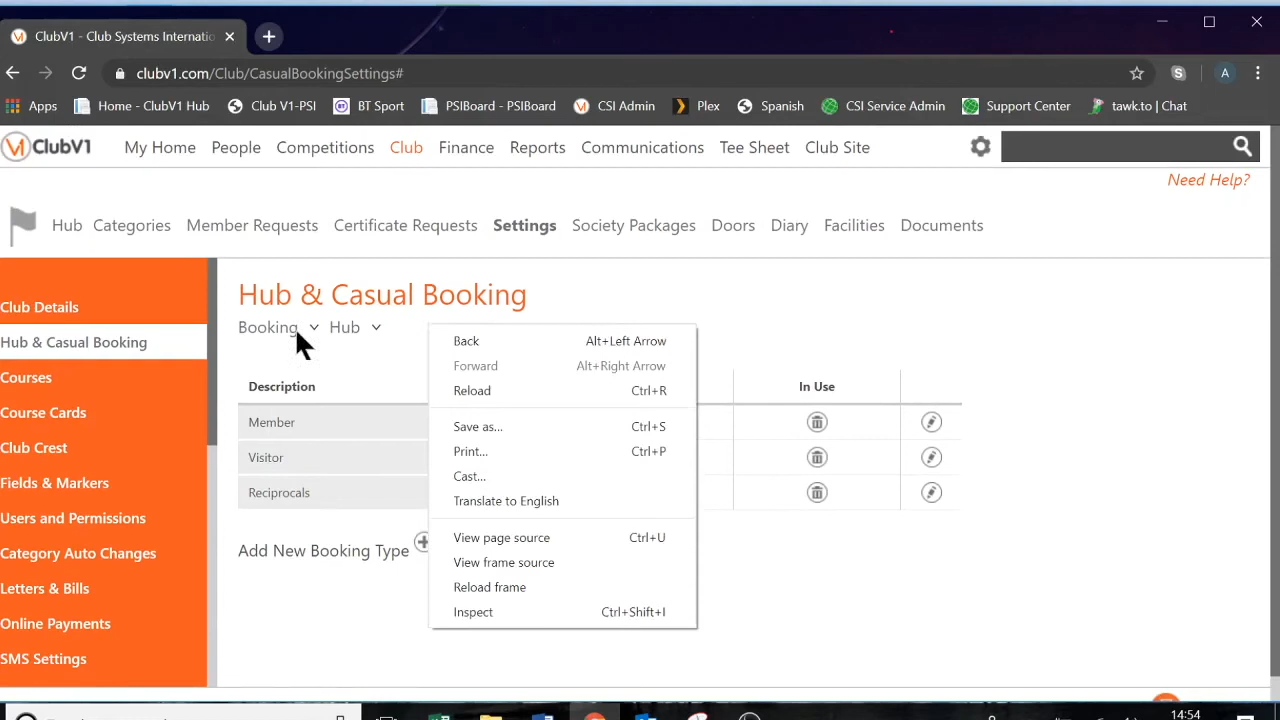 ClubV1 - Club Systems Internatio
clubv1.com/Club/CasualBookingSettings#
A
Apps Home - ClubV1 Hub Club V1-PSI BT Sport PSIBoard - PSIBoard CSI Admin Plex Spanish CSI Service Admin Support Center tawk.to | Chat
ClubV1 My Home People Competitions Club Finance Reports Communications Tee Sheet Club Site
Need Help?
Hub Categories Member Requests Certificate Requests Settings Society Packages Doors Diary Facilities Documents
Club Details
Hub & Casual Booking
Courses
Course Cards
Club Crest
Fields & Markers
Users and Permissions
Category Auto Changes
Letters & Bills
Online Payments
SMS Settings
Hub & Casual Booking
Booking Hub
Description In Use
Member
Visitor
Reciprocals
Add New Booking Type
Back Alt+Left Arrow
Forward Alt+Right Arrow
Reload Ctrl+R
Save as... Ctrl+S
Print... Ctrl+P
Cast...
Translate to English
View page source Ctrl+U
View frame source
Reload frame
Inspect Ctrl+Shift+I
14:54